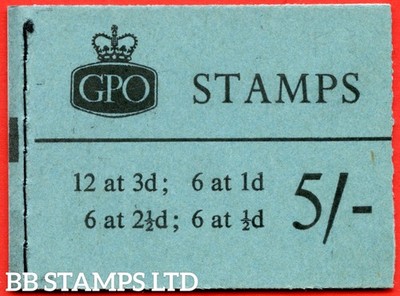 GPO STAMPS
12 at 3d; 6 at 1d
6 at 2½d; 6 at ½d
5/-
BB STAMPS LTD